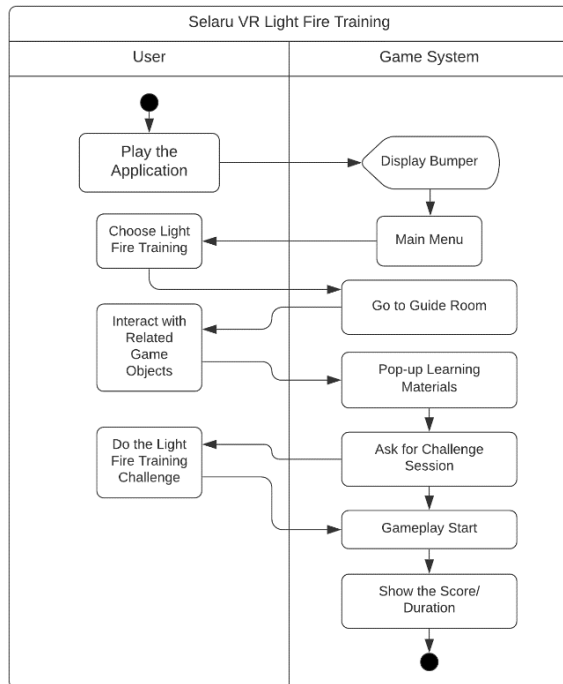 Selaru VR Light Fire Training
User
Game System
Play the
Application
Display Bumper
Main Menu
Choose Light
Fire Training
Go to Guide Room
Interact with
Related
Game
Objects
Pop-up Learning
Materials
Ask for Challenge
Session
Do the Light
Fire Training
Challenge
Gameplay Start
Show the Score/
Duration